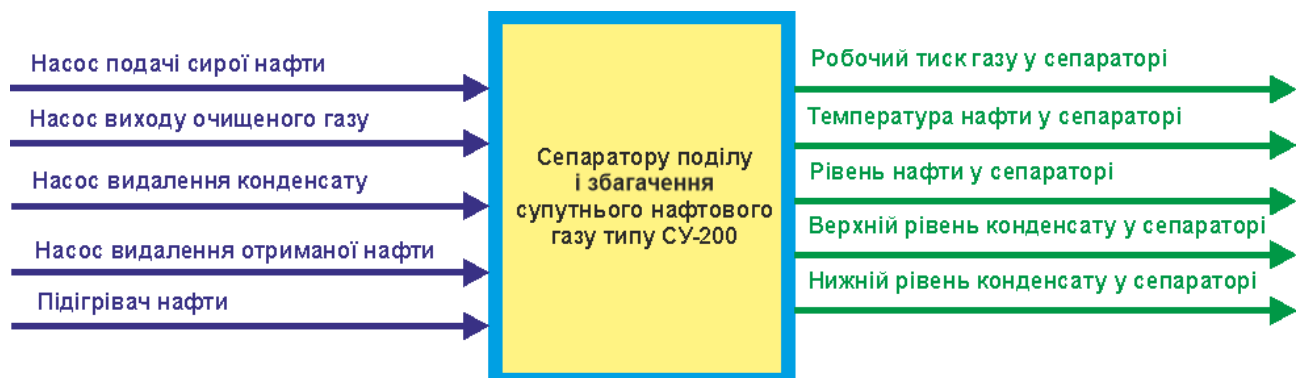 Насос подачі сирої нафти
Насос виходу очищеного газу
Насос видалення конденсату
Насос видалення отриманої нафти
Підігрівач нафти
Сепаратору поділу
і збагачення
супутнього нафтового
газу типу СУ-200
Робочий тиск газу у сепараторі
Температура нафти у сепараторі
Рівень нафти у сепараторі
Верхній рівень конденсату у сепараторі
Нижній рівень конденсату у сепараторі